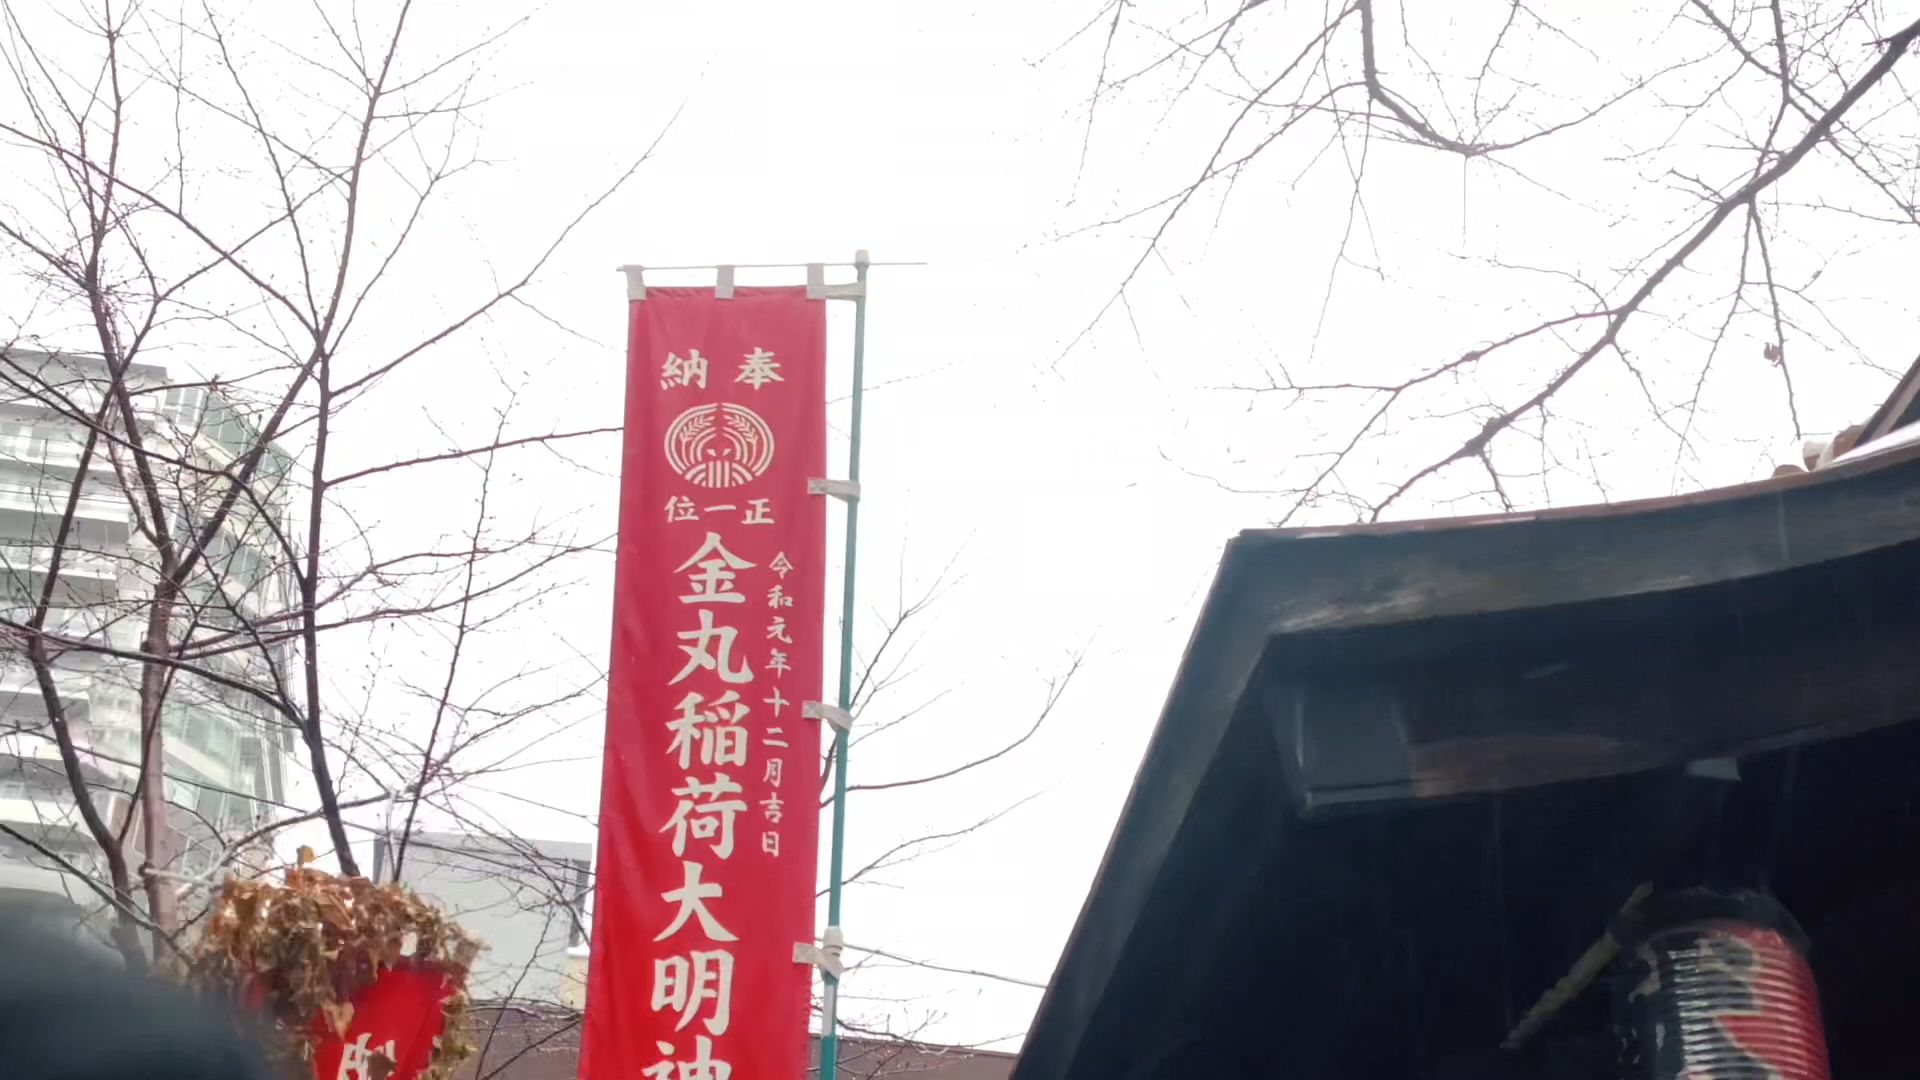 奉納
正一位
金丸稲荷大明神
令和元年十二月吉日